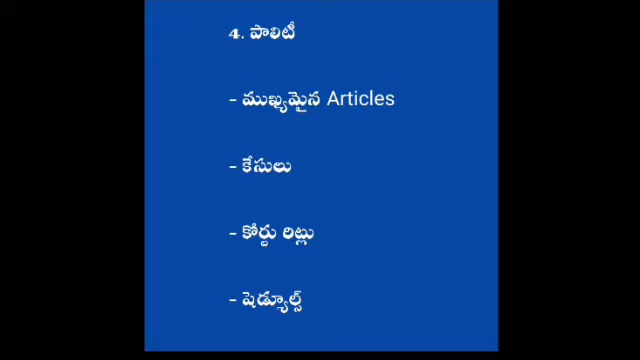 4. పాలిటీ
- ముఖ్యమైన Articles
- కేసులు
- కోర్టు రిట్లు
- షెడ్యూల్స్